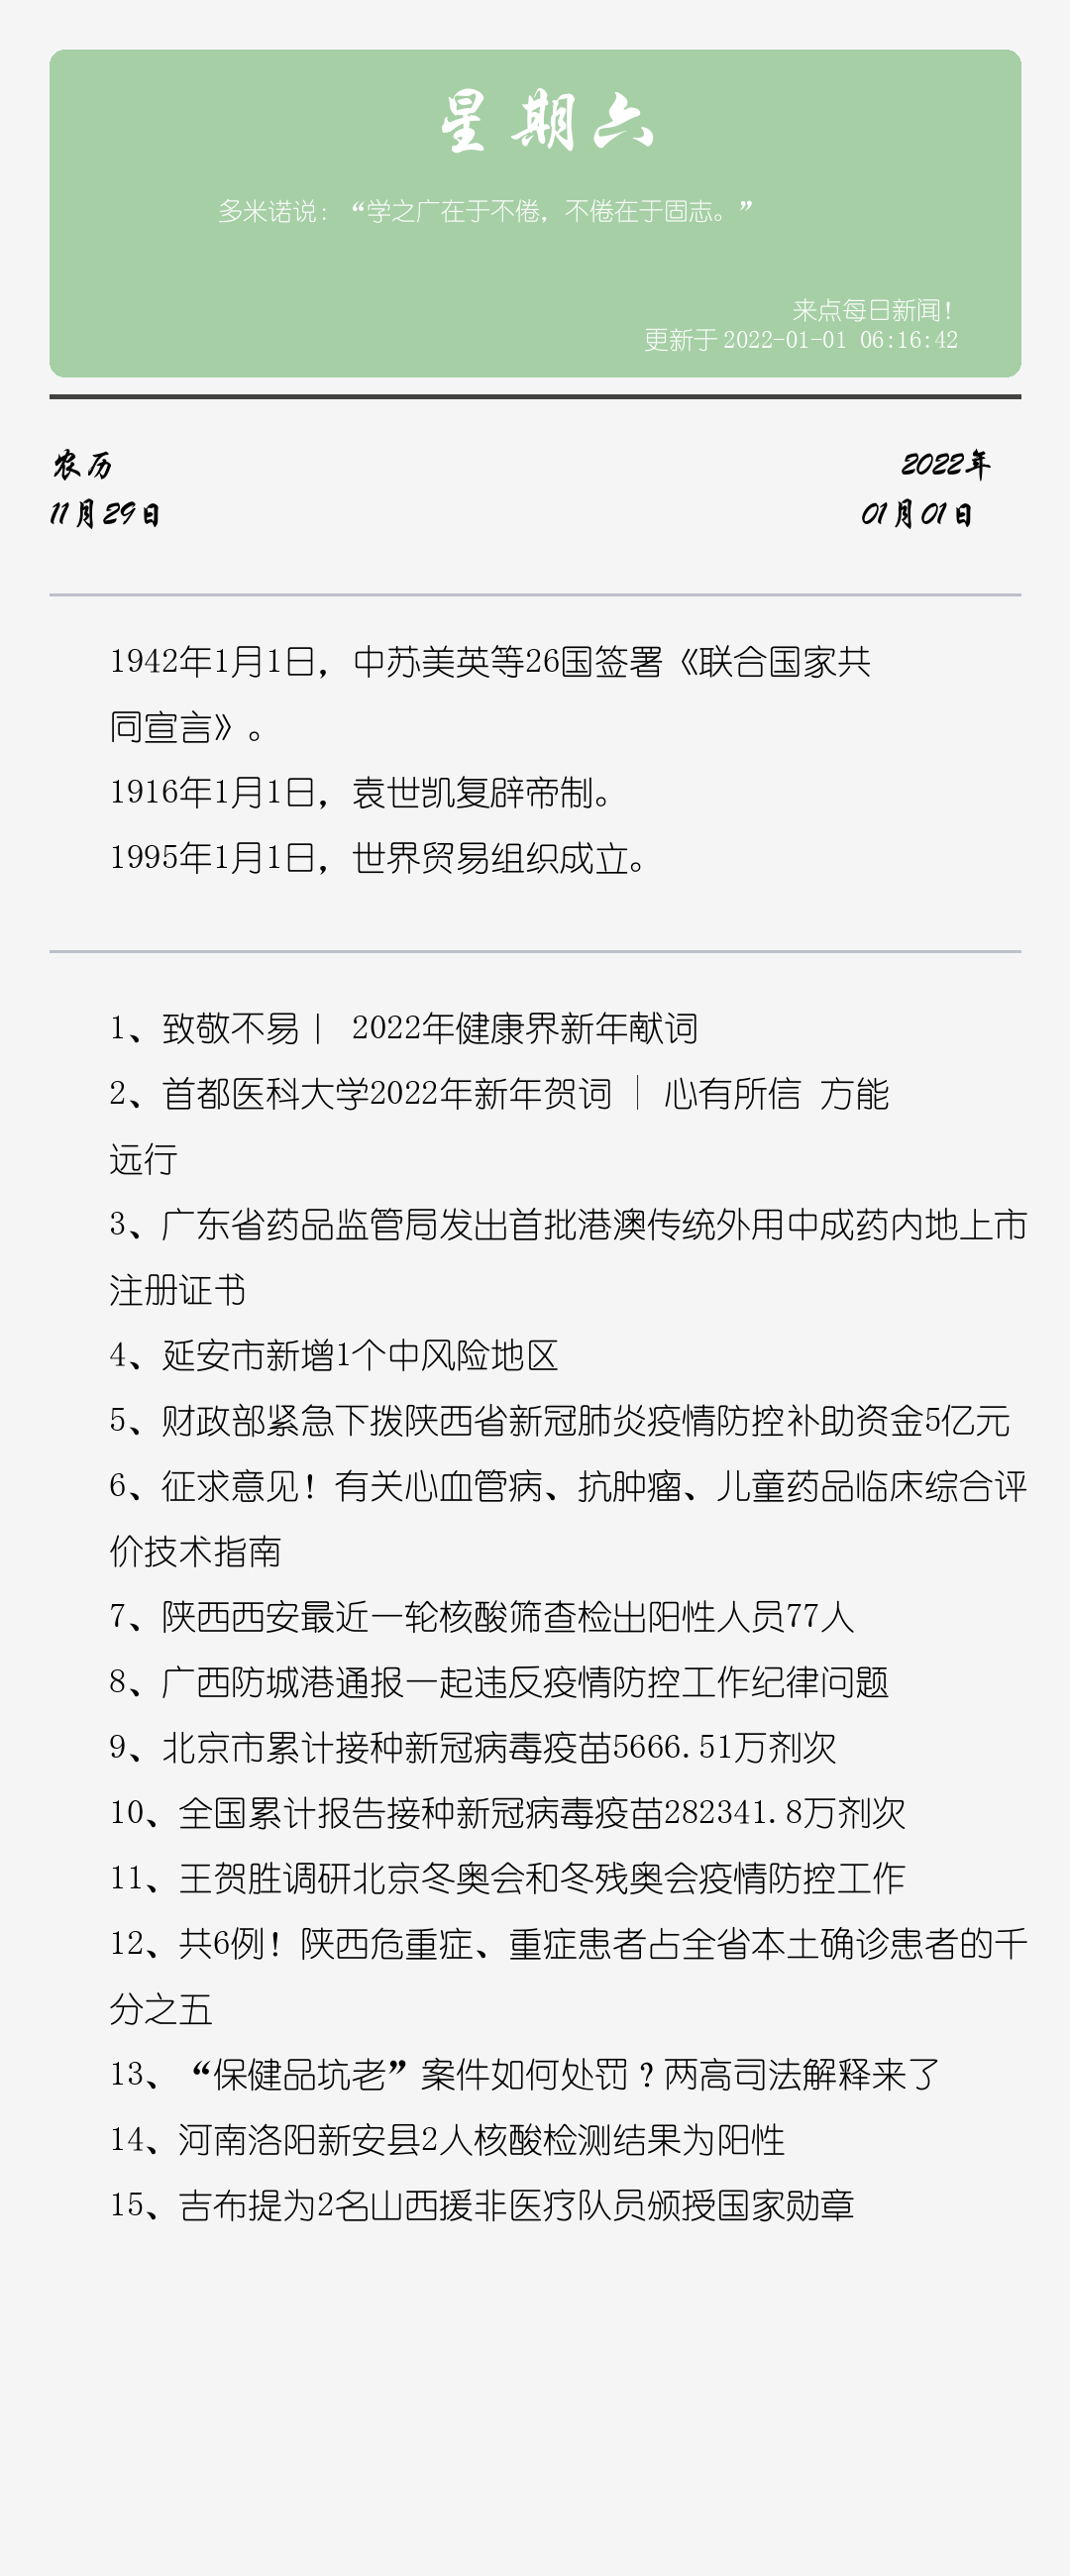 星期六
多米诺说：“学之广在于不倦，不倦在于固志。”
来点每日新闻！
更新于 2022-01-01 06:16:42
农历
11月29日
2022年
01月01日
1942年1月1日，中苏美英等26国签署《联合国家共
同宣言》。
1916年1月1日，袁世凯复辟帝制。
1995年1月1日，世界贸易组织成立。
1、致敬不易丨 2022年健康界新年献词
2、首都医科大学2022年新年贺词 | 心有所信 方能
远行
3、广东省药品监管局发出首批港澳传统外用中成药内地上市
注册证书
4、延安市新增1个中风险地区
5、财政部紧急下拨陕西省新冠肺炎疫情防控补助资金5亿元
6、征求意见！有关心血管病、抗肿瘤、儿童药品临床综合评
价技术指南
7、陕西西安最近一轮核酸筛查检出阳性人员77人
8、广西防城港通报一起违反疫情防控工作纪律问题
9、北京市累计接种新冠病毒疫苗5666.51万剂次
10、全国累计报告接种新冠病毒疫苗282341.8万剂次
11、王贺胜调研北京冬奥会和冬残奥会疫情防控工作
12、共6例！陕西危重症、重症患者占全省本土确诊患者的千
分之五
13、“保健品坑老”案件如何处罚？两高司法解释来了
14、河南洛阳新安县2人核酸检测结果为阳性
15、吉布提为2名山西援非医疗队员颁授国家勋章